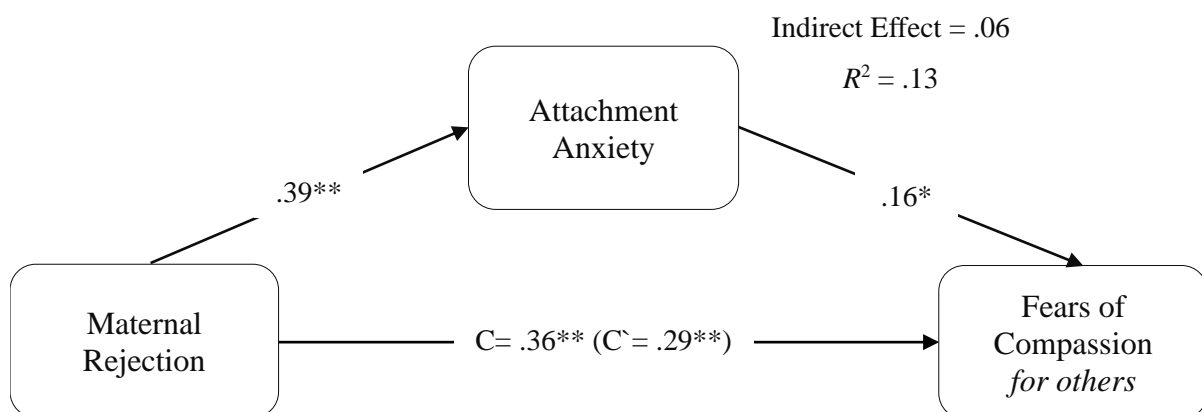 Indirect Effect = .06
R² = .13
Attachment
Anxiety
.39**
.16*
Maternal
Rejection
C= .36** (C`= .29**)
Fears of
Compassion
for others